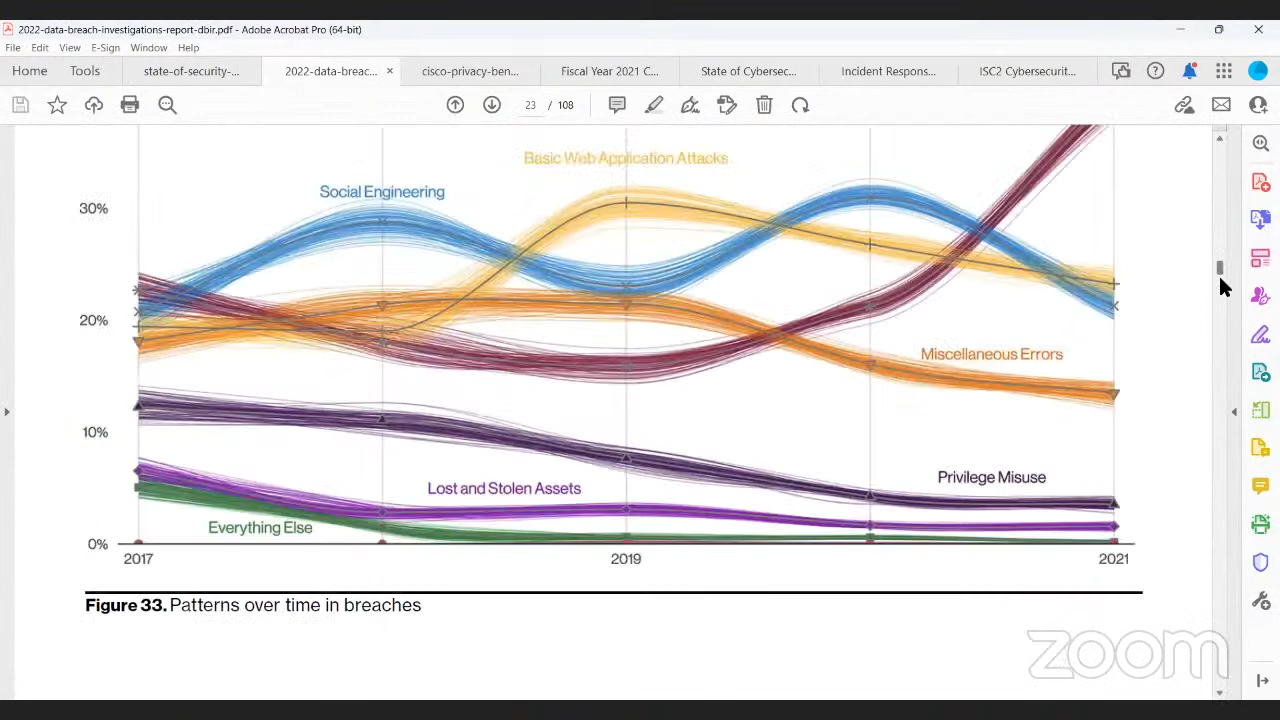 2022-data-breach-investigations-report-dbir.pdf - Adobe Acrobat Pro (64-bit)
File Edit View E-Sign Window Help
Home Tools state-of-security-... 2022-data-breac... × cisco-privacy-ben... Fiscal Year 2021 C... State of Cybersec... Incident Respons... ISC2 Cybersecurit...
23 / 108
Basic Web Application Attacks
Social Engineering
30%
20%
Miscellaneous Errors
10%
Privilege Misuse
Lost and Stolen Assets
Everything Else
0%
2017 2019 2021
Figure 33. Patterns over time in breaches
zoom